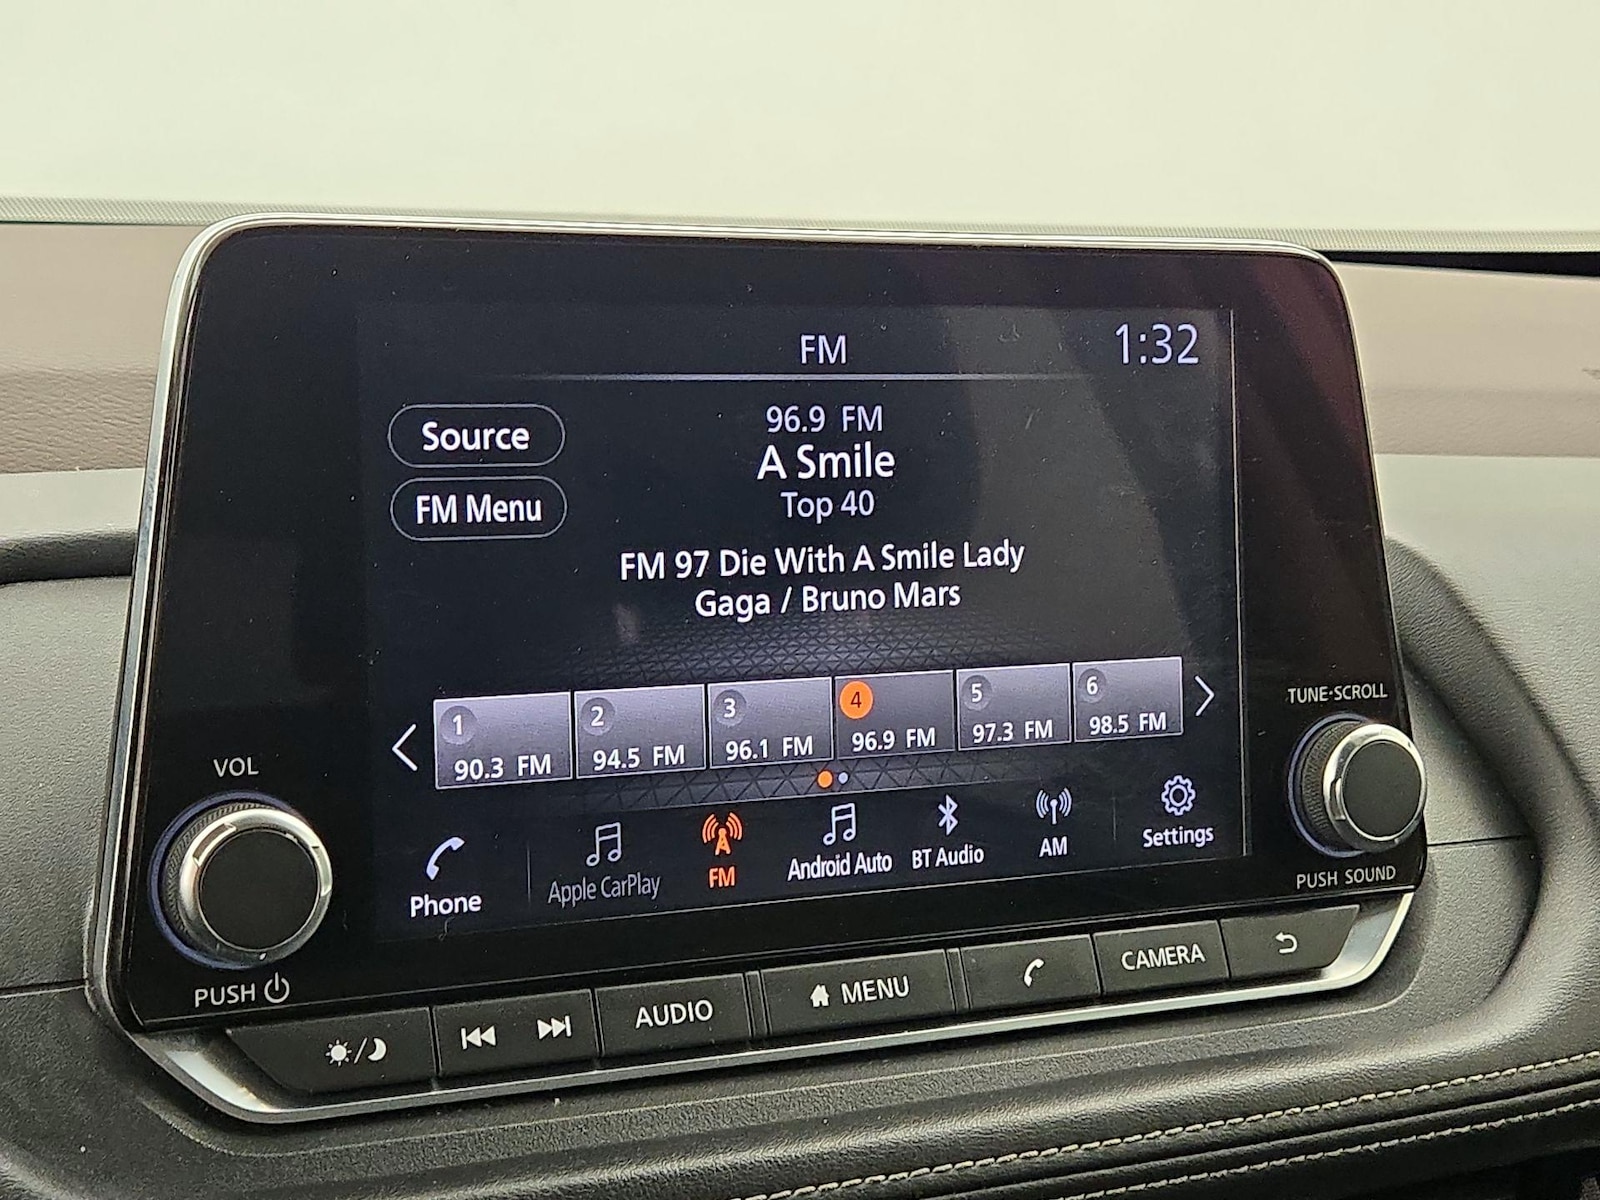 FM
1:32
Source
FM Menu
96.9 FM
A Smile
Top 40
FM 97 Die With A Smile Lady
Gaga / Bruno Mars
1 2 3 4 5 6
90.3 FM 94.5 FM 96.1 FM 96.9 FM 97.3 FM 98.5 FM
Phone Apple CarPlay FM Android Auto BT Audio AM Settings
VOL
PUSH
TUNE·SCROLL
PUSH SOUND
AUDIO MENU CAMERA